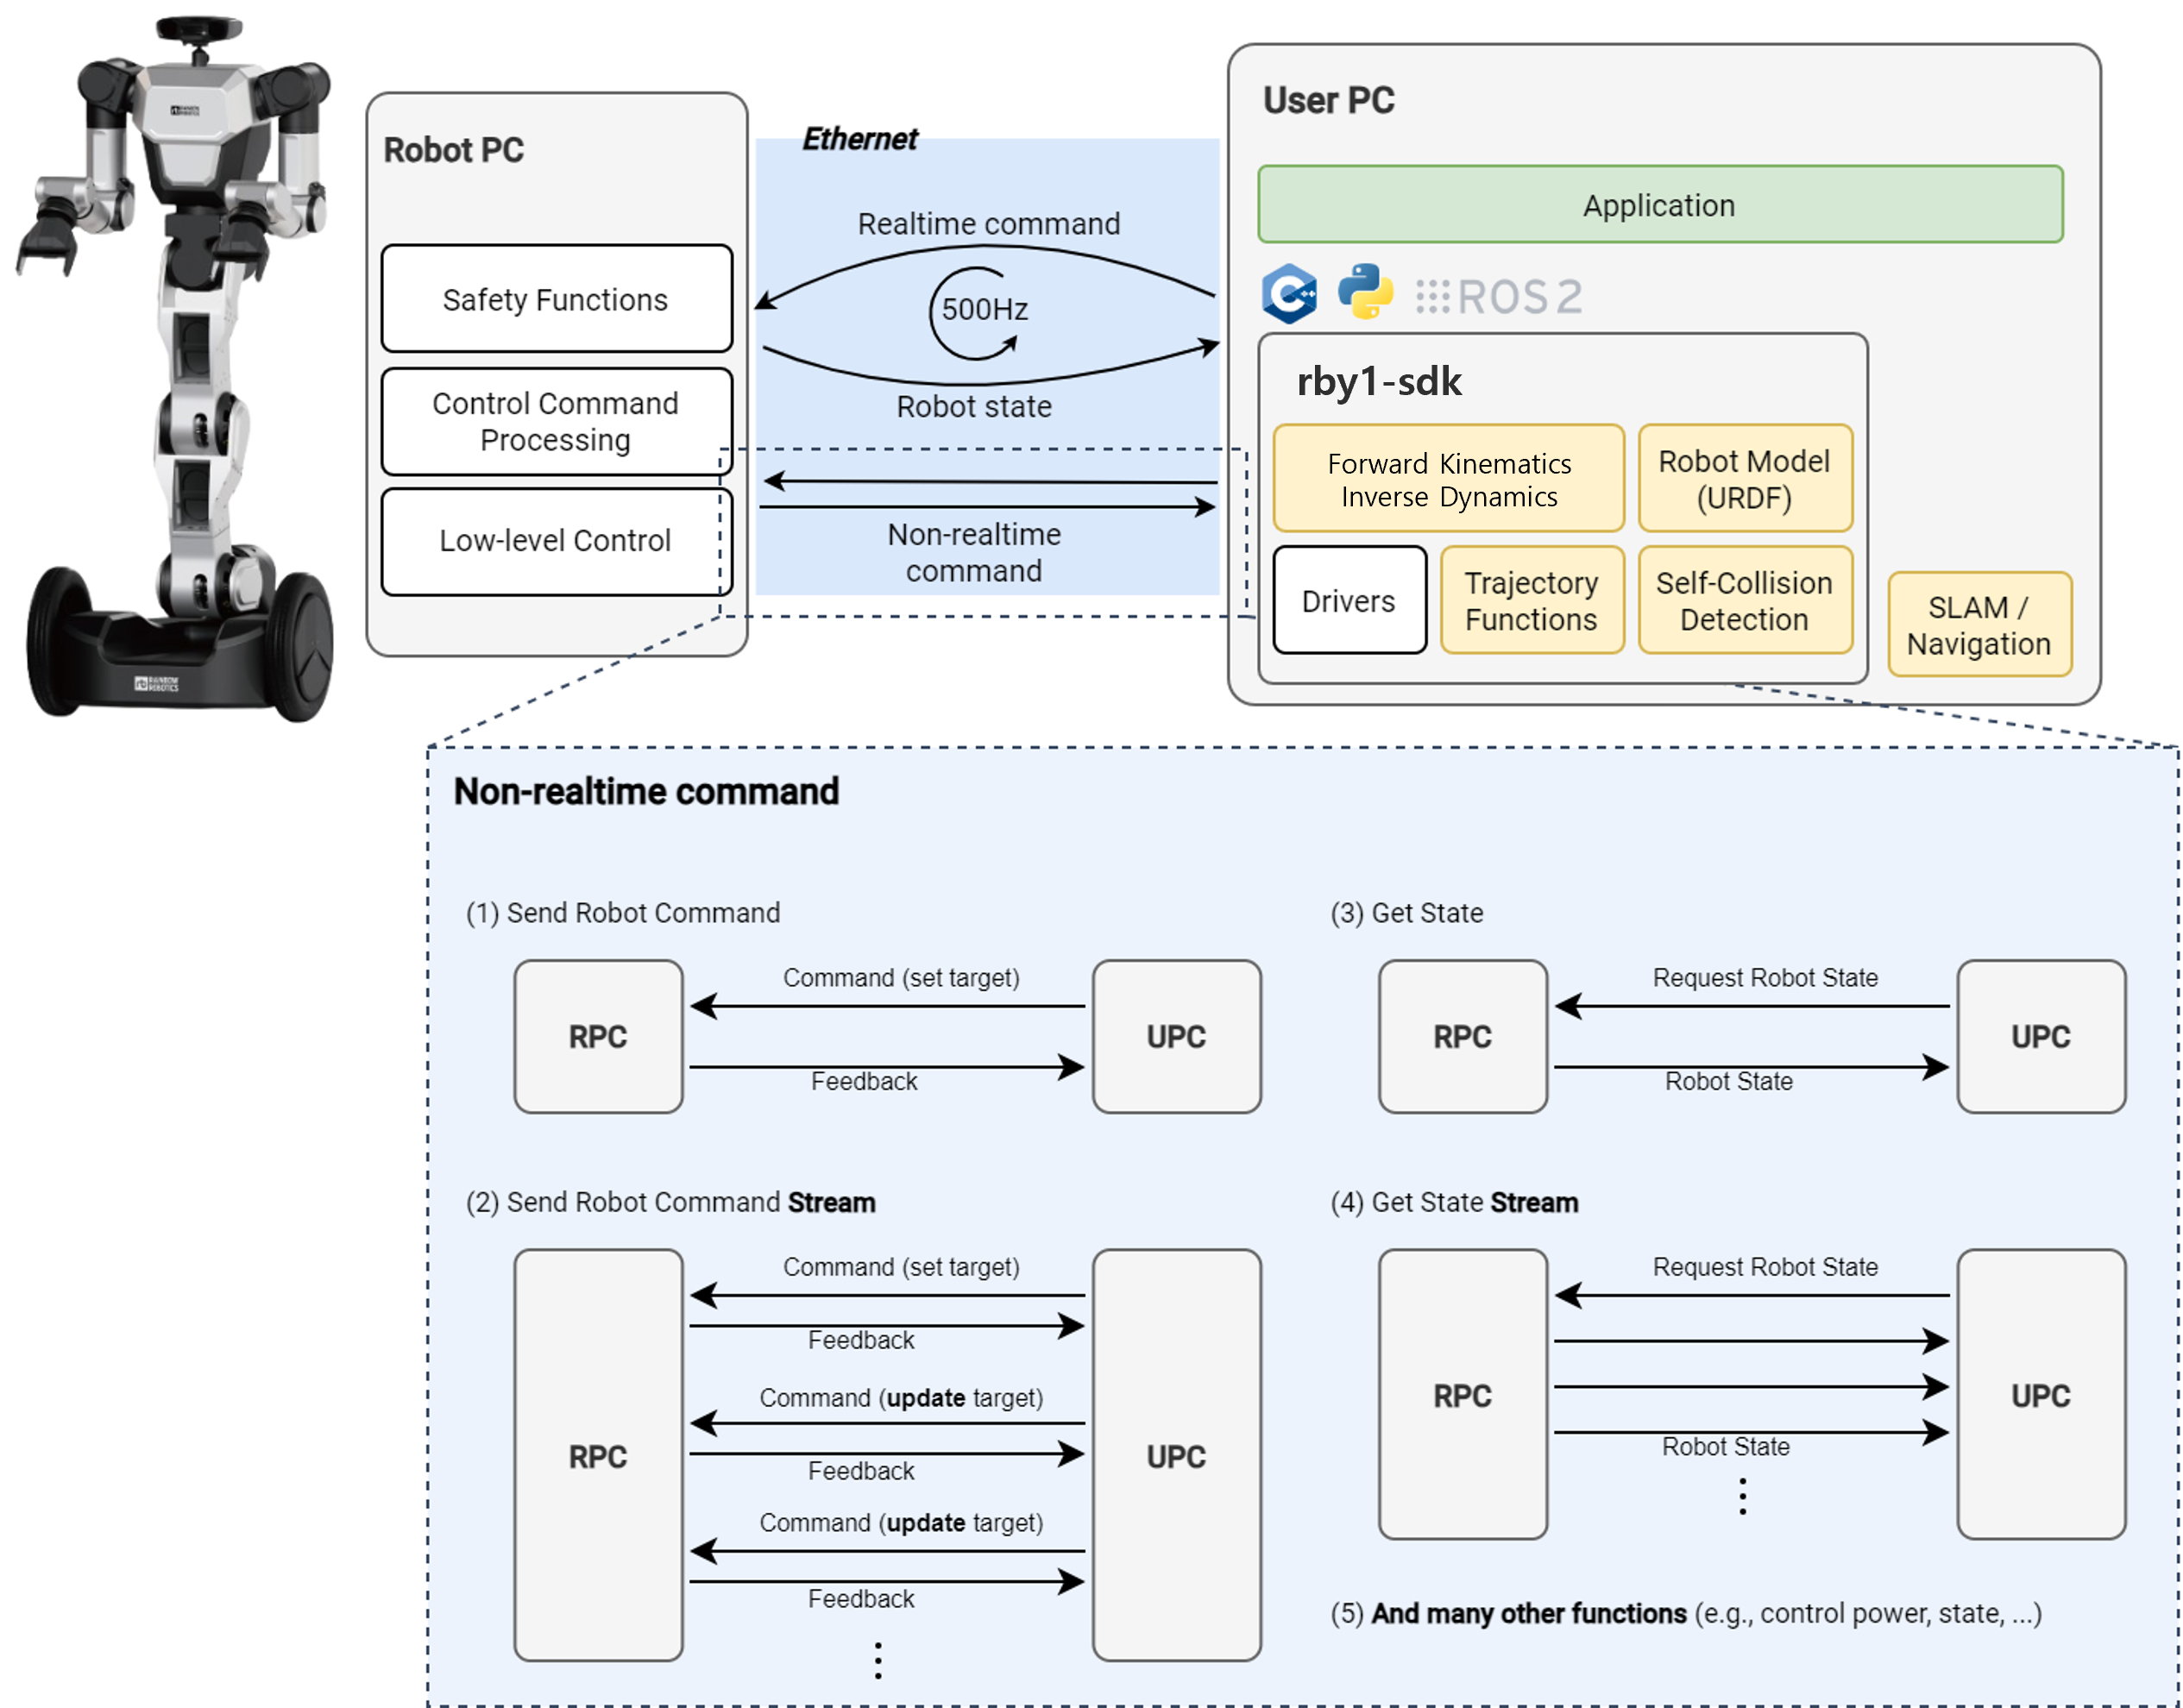 RAINBOW
ROBOTICS
RAINBOW
ROBOTICS
Robot PC
Safety Functions
Control Command
Processing
Low-level Control
Ethernet
Realtime command
500Hz
Robot state
Non-realtime
command
User PC
Application
C++
ROS 2
rby1-sdk
Forward Kinematics
Inverse Dynamics
Robot Model
(URDF)
Drivers
Trajectory
Functions
Self-Collision
Detection
SLAM /
Navigation
Non-realtime command
(1) Send Robot Command
RPC
Command (set target)
Feedback
UPC
(2) Send Robot Command Stream
RPC
Command (set target)
Feedback
Command (update target)
Feedback
Command (update target)
Feedback
UPC
(3) Get State
RPC
Request Robot State
Robot State
UPC
(4) Get State Stream
RPC
Request Robot State
Robot State
UPC
(5) And many other functions (e.g., control power, state, ...)